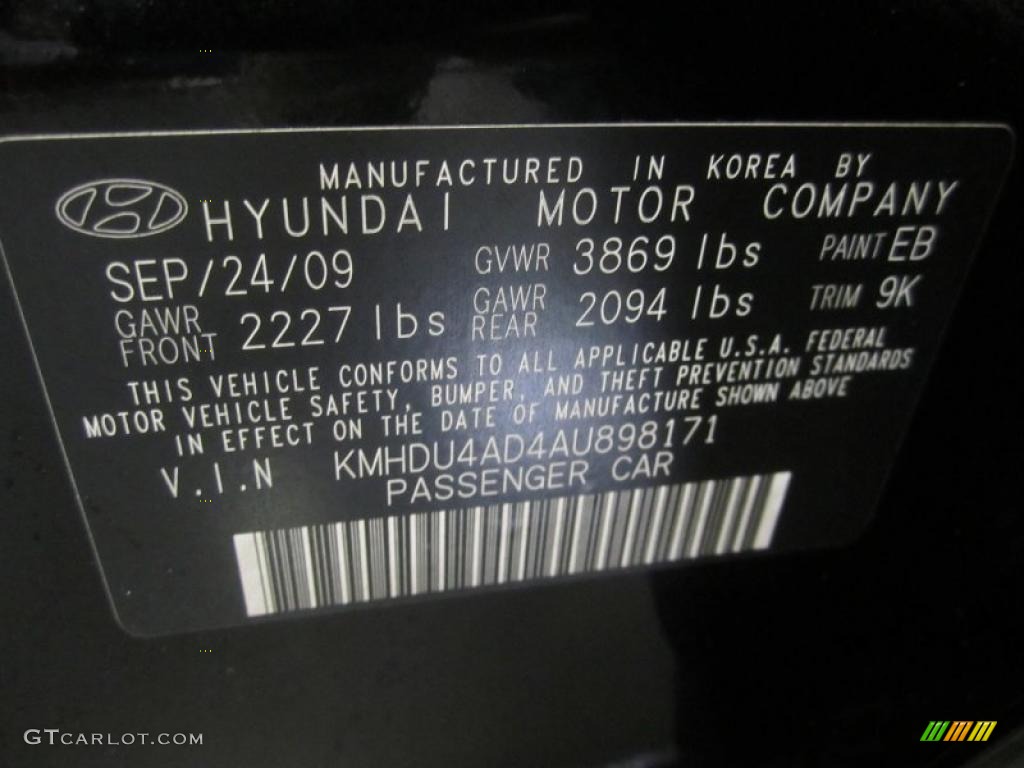 MANUFACTURED IN KOREA BY
HYUNDAI MOTOR COMPANY
SEP/24/09 GVWR 3869 lbs PAINT EB
GAWR FRONT 2227 lbs GAWR REAR 2094 lbs TRIM 9K
THIS VEHICLE CONFORMS TO ALL APPLICABLE U.S.A. FEDERAL
MOTOR VEHICLE SAFETY, BUMPER, AND THEFT PREVENTION STANDARDS
IN EFFECT ON THE DATE OF MANUFACTURE SHOWN ABOVE
V.I.N KMHDU4AD4AU898171
PASSENGER CAR
GTCARLOT.COM